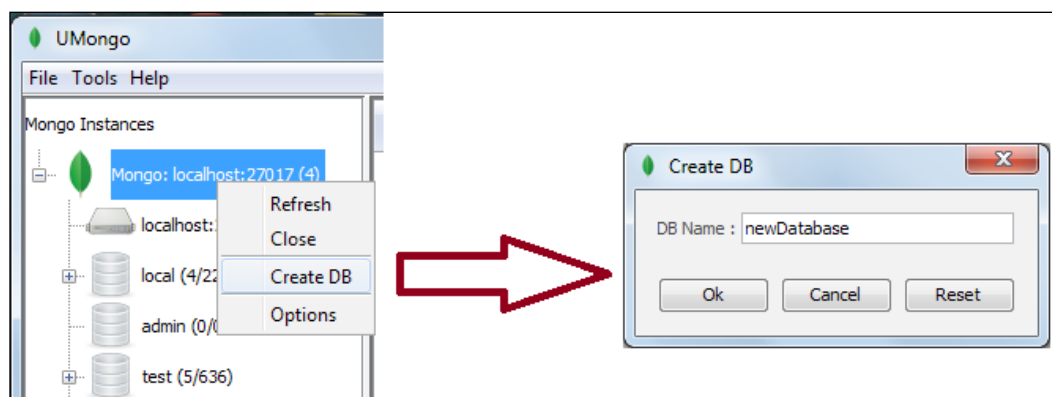 UMongo
File Tools Help
Mongo Instances
Mongo: localhost:27017 (4)
localhost:
local (4/22
admin (0/
test (5/636)
Refresh
Close
Create DB
Options
Create DB
DB Name : newDatabase
Ok Cancel Reset